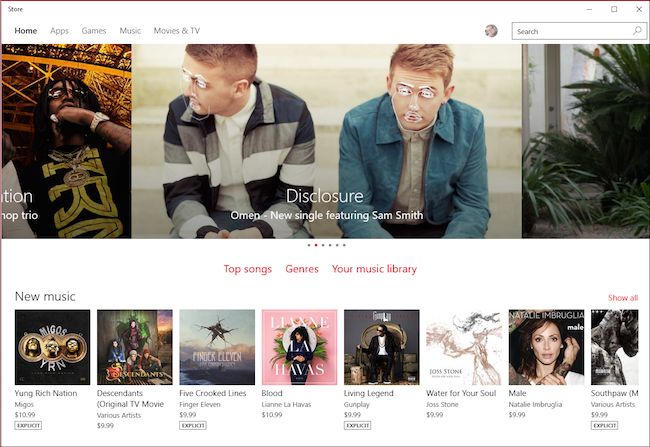 Store
Home Apps Games Music Movies & TV Search
tion Disclosure
hop trio Omen - New single featuring Sam Smith
Top songs Genres Your music library
New music Show all
MIGOS
YRN
DESCENDANTS
FINGER ELEVEN
LIANNE
LA
HAVAS
JOSS STONE
NATALIE IMBRUGLIA
male
Yung Rich Nation
Migos
$10.99
EXPLICIT
Descendants
(Original TV Movie
Various Artists
$9.99
Five Crooked Lines
Finger Eleven
$9.99
EXPLICIT
Blood
Lianne La Havas
$10.99
Living Legend
Gunplay
$9.99
EXPLICIT
Water for Your Soul
Joss Stone
$9.99
Male
Natalie Imbruglia
$9.99
Southpaw (M
Various Artists
$9.99
EXPLICIT